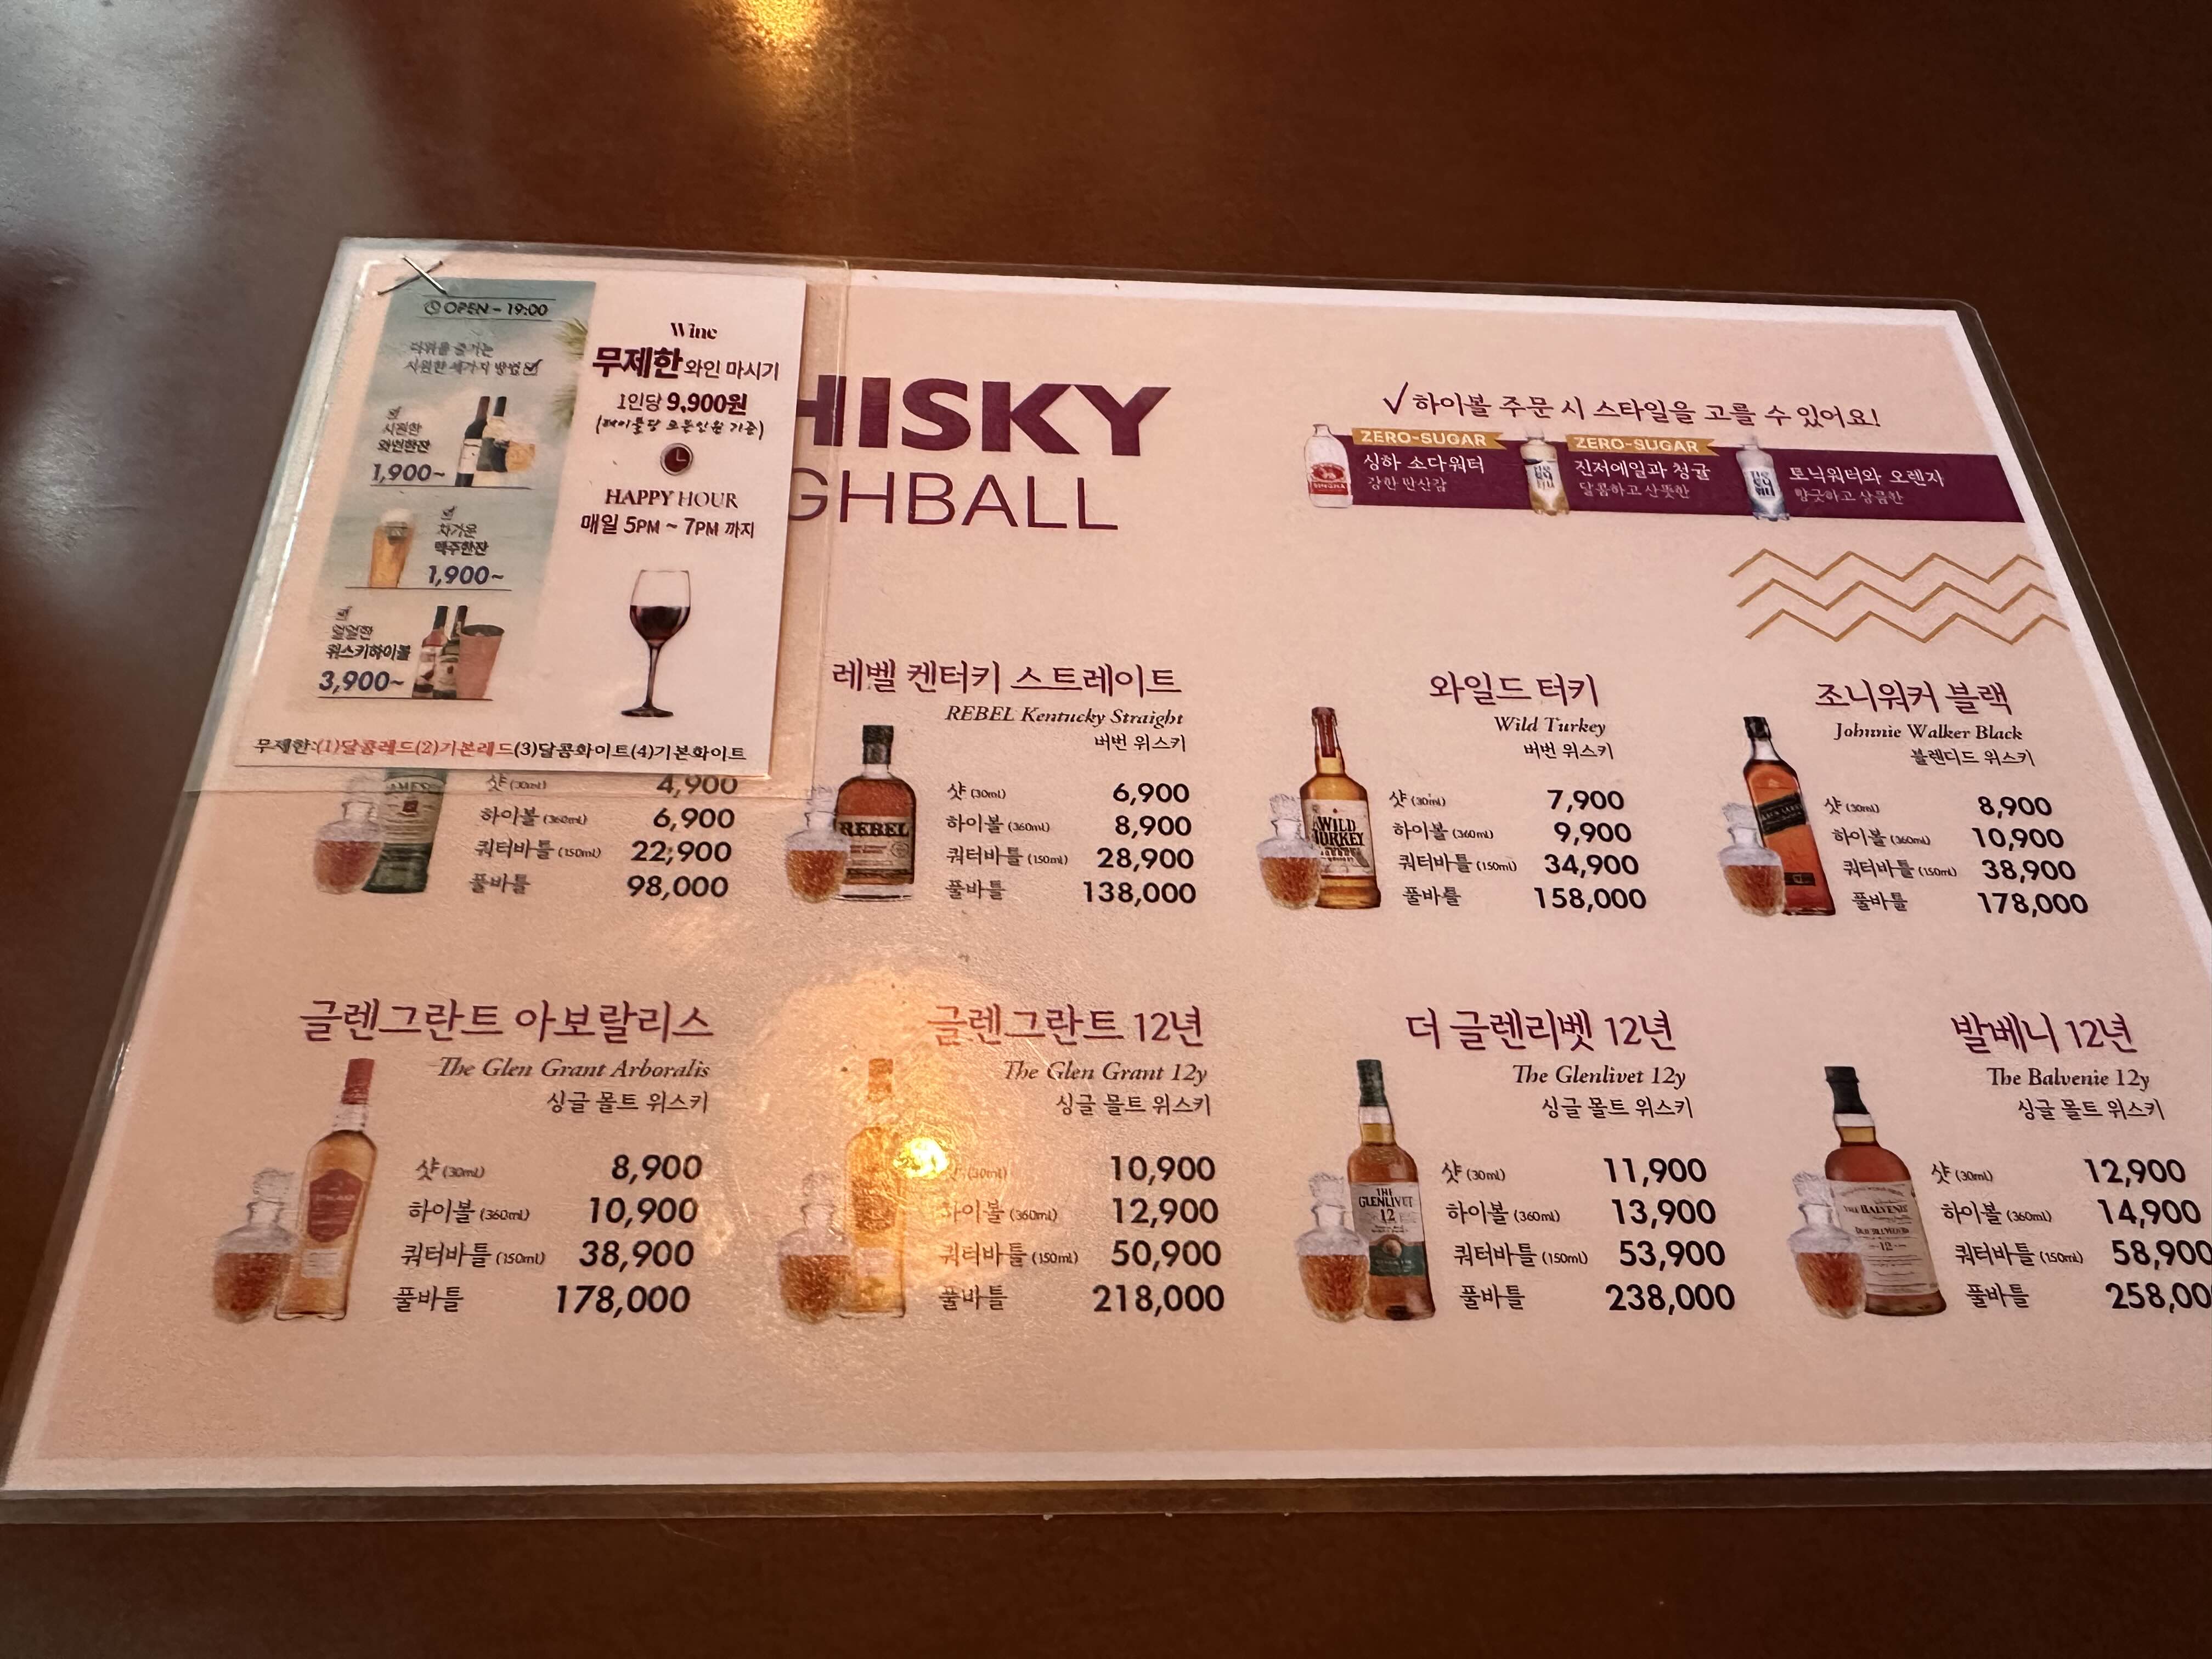 OPEN ~ 19:00
더위를 즐기는
시원한 세가지 방법
시원한
와인한잔
1,900~
차가운
맥주한잔
1,900~
얼얼한
위스키하이볼
3,900~
Wine
무제한 와인 마시기
1인당 9,900원
(테이블당 모든인원 기준)
HAPPY HOUR
매일 5PM ~ 7PM 까지
무제한:(1)달콤레드(2)기본레드(3)달콤화이트(4)기본화이트
HISKY
GHBALL
✓하이볼 주문 시 스타일을 고를 수 있어요!
ZERO-SUGAR
싱하 소다워터
강한 탄산감
ZERO-SUGAR
진저에일과 청귤
달콤하고 산뜻한
토닉워터와 오렌지
향긋하고 상큼한
샷 (30ml) 4,900
하이볼 (360ml) 6,900
쿼터바틀 (150ml) 22,900
풀바틀 98,000
레벨 켄터키 스트레이트
REBEL Kentucky Straight
버번 위스키
REBEL
샷 (30ml) 6,900
하이볼 (360ml) 8,900
쿼터바틀 (150ml) 28,900
풀바틀 138,000
와일드 터키
Wild Turkey
버번 위스키
WILD
TURKEY
샷 (30ml) 7,900
하이볼 (360ml) 9,900
쿼터바틀 (150ml) 34,900
풀바틀 158,000
조니워커 블랙
Johnnie Walker Black
블렌디드 위스키
샷 (30ml) 8,900
하이볼 (360ml) 10,900
쿼터바틀 (150ml) 38,900
풀바틀 178,000
글렌그란트 아보랄리스
The Glen Grant Arboralis
싱글 몰트 위스키
샷 (30ml) 8,900
하이볼 (360ml) 10,900
쿼터바틀 (150ml) 38,900
풀바틀 178,000
글렌그란트 12년
The Glen Grant 12y
싱글 몰트 위스키
샷 (30ml) 10,900
하이볼 (360ml) 12,900
쿼터바틀 (150ml) 50,900
풀바틀 218,000
더 글렌리벳 12년
The Glenlivet 12y
싱글 몰트 위스키
THE
GLENLIVET
12
샷 (30ml) 11,900
하이볼 (360ml) 13,900
쿼터바틀 (150ml) 53,900
풀바틀 238,000
발베니 12년
The Balvenie 12y
싱글 몰트 위스키
THE BALVENIE
12
샷 (30ml) 12,900
하이볼 (360ml) 14,900
쿼터바틀 (150ml) 58,900
풀바틀 258,00